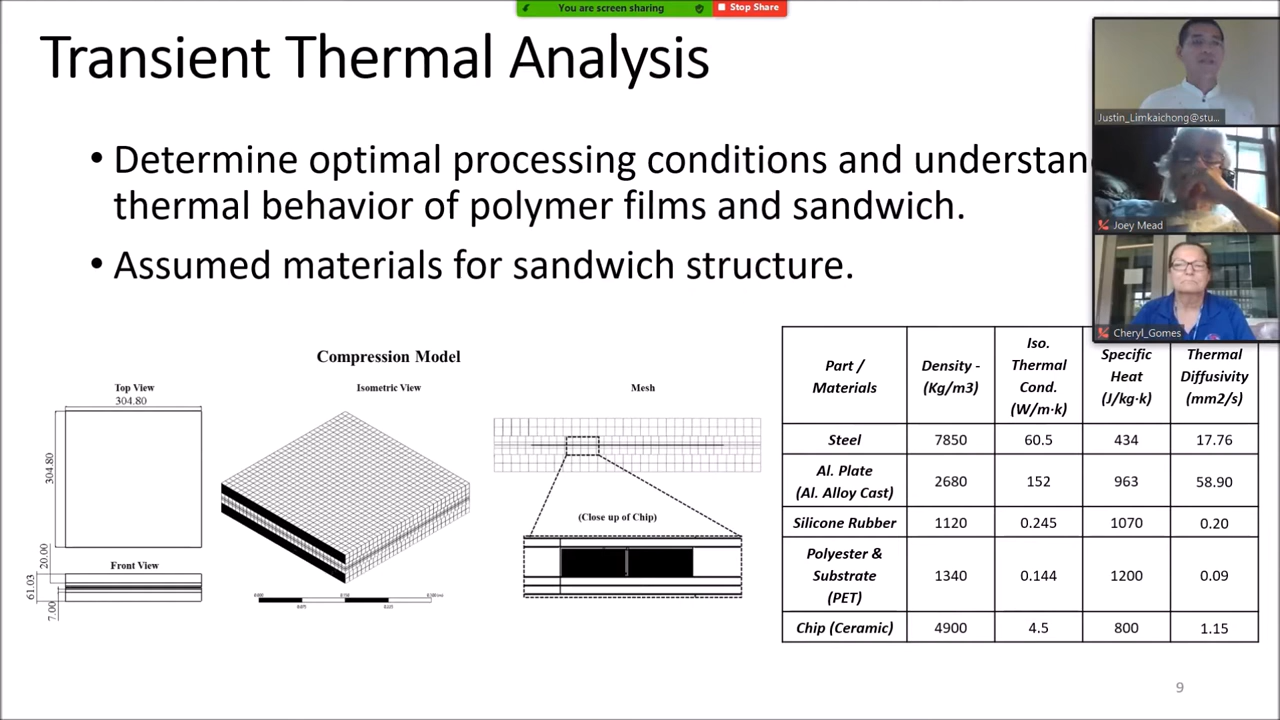 You are screen sharing
Stop Share
Transient Thermal Analysis
Justin_Limkaichong@stu...
Joey Mead
Cheryl_Gomes
• Determine optimal processing conditions and understan
thermal behavior of polymer films and sandwich.
• Assumed materials for sandwich structure.
Compression Model
Top View
304.80
304.80
Front View
20.00
61.03
7.00
Isometric View
Mesh
(Close up of Chip)
Part / Materials Density - (Kg/m3) Iso. Thermal Cond. (W/m·k) Specific Heat (J/kg·k) Thermal Diffusivity (mm2/s)
Steel 7850 60.5 434 17.76
Al. Plate (Al. Alloy Cast) 2680 152 963 58.90
Silicone Rubber 1120 0.245 1070 0.20
Polyester & Substrate (PET) 1340 0.144 1200 0.09
Chip (Ceramic) 4900 4.5 800 1.15
9